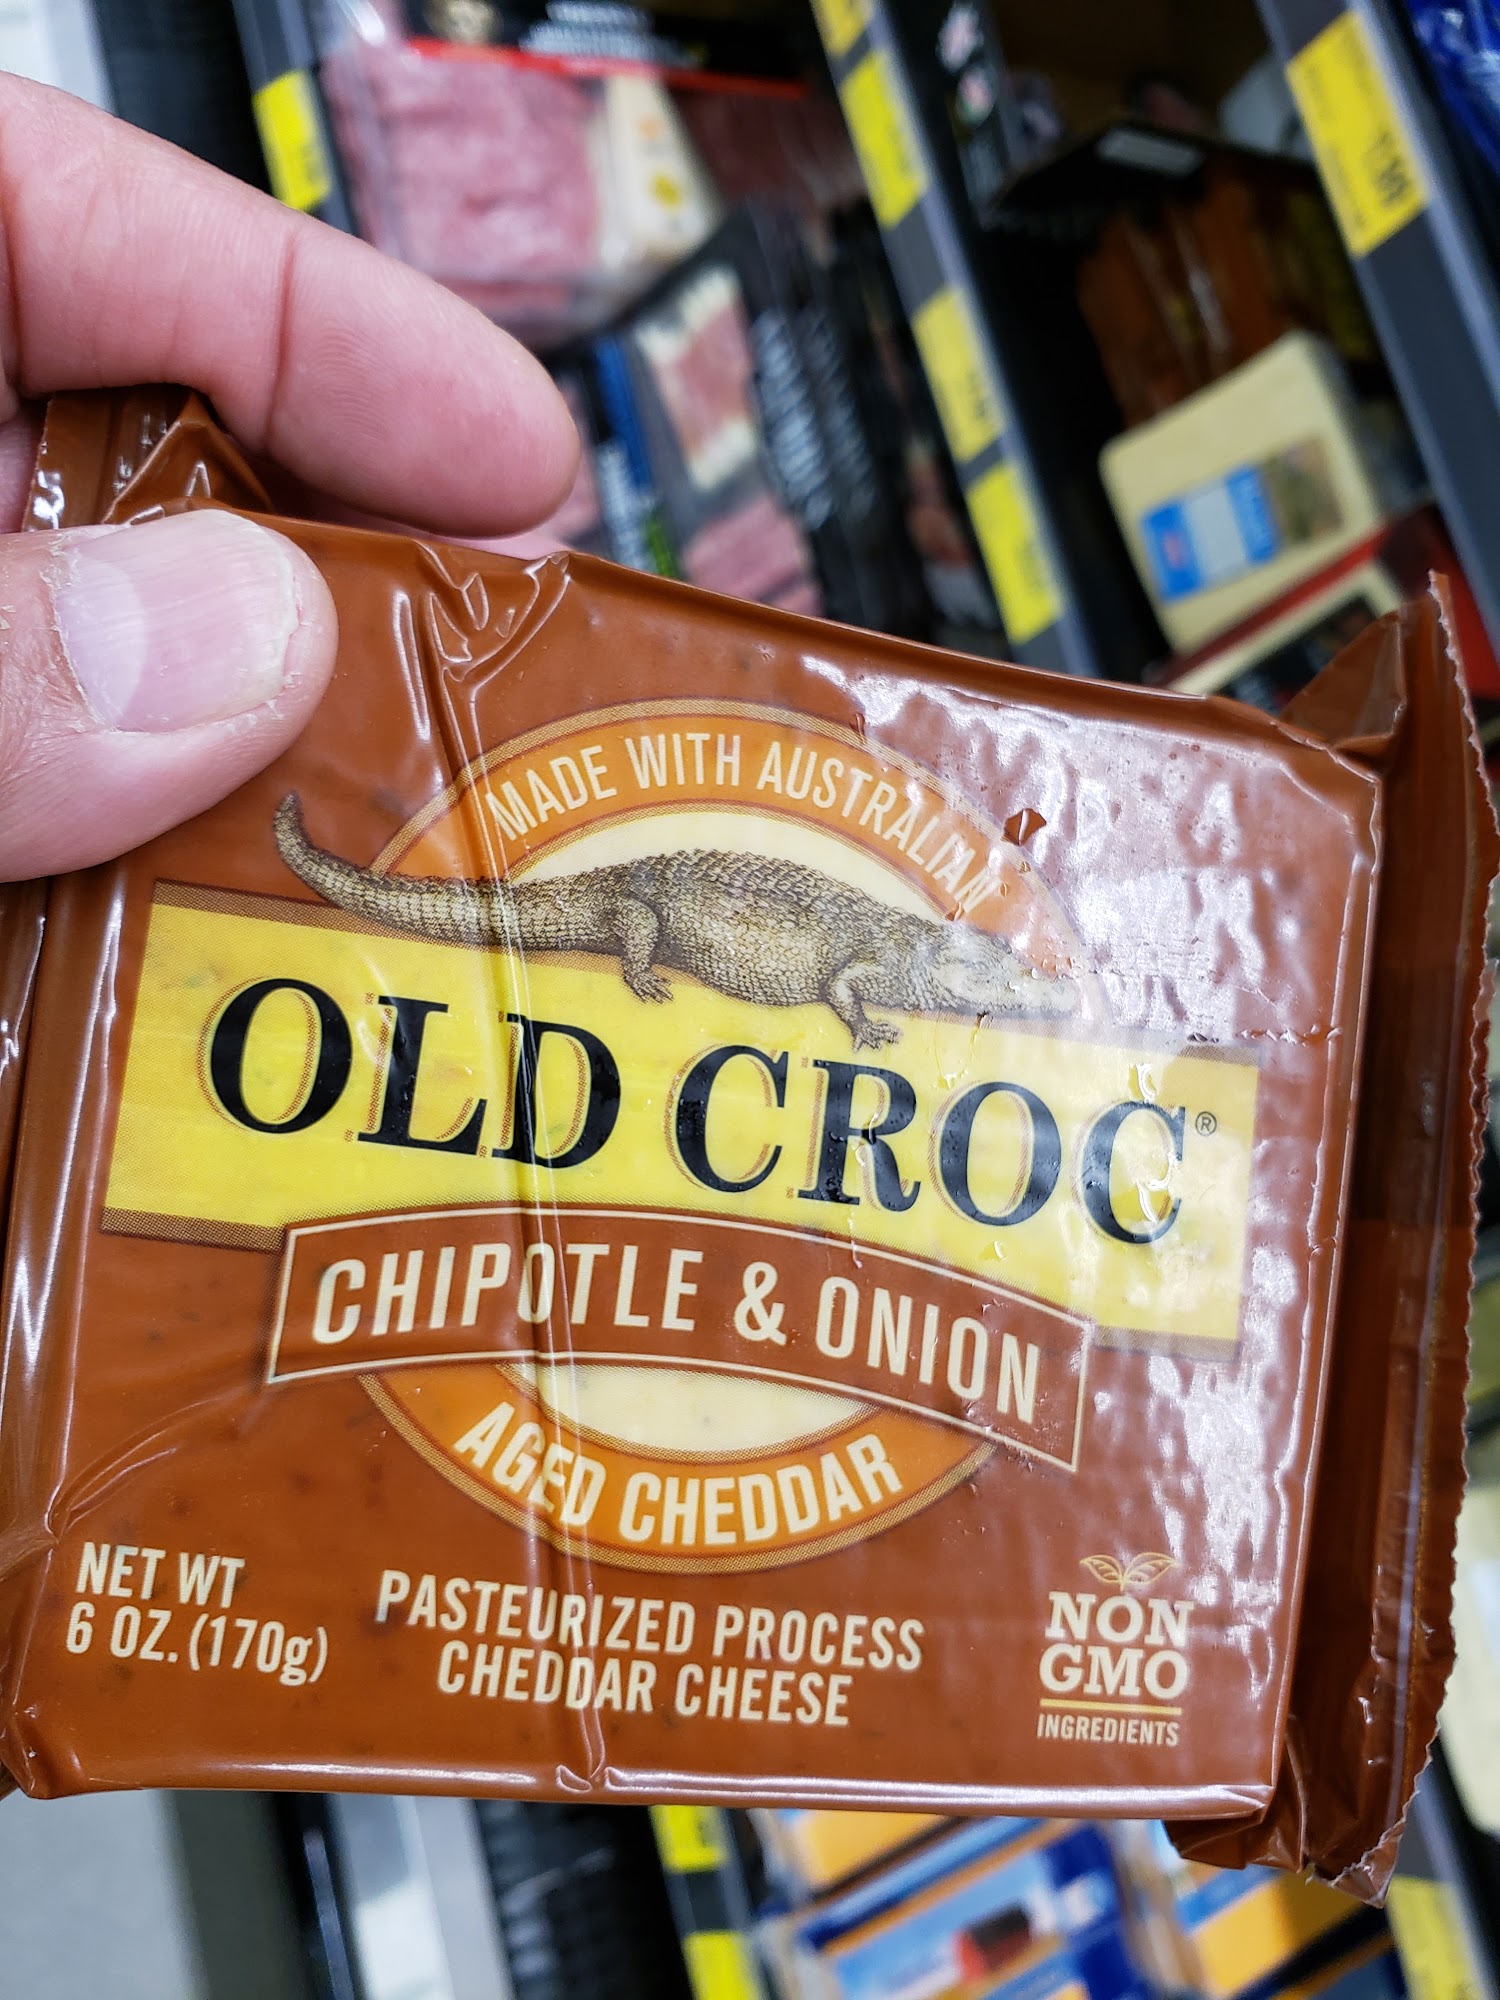 MADE WITH AUSTRALIAN
OLD CROC®
CHIPOTLE & ONION
AGED CHEDDAR
NET WT
6 OZ. (170g)
PASTEURIZED PROCESS
CHEDDAR CHEESE
NON
GMO
INGREDIENTS